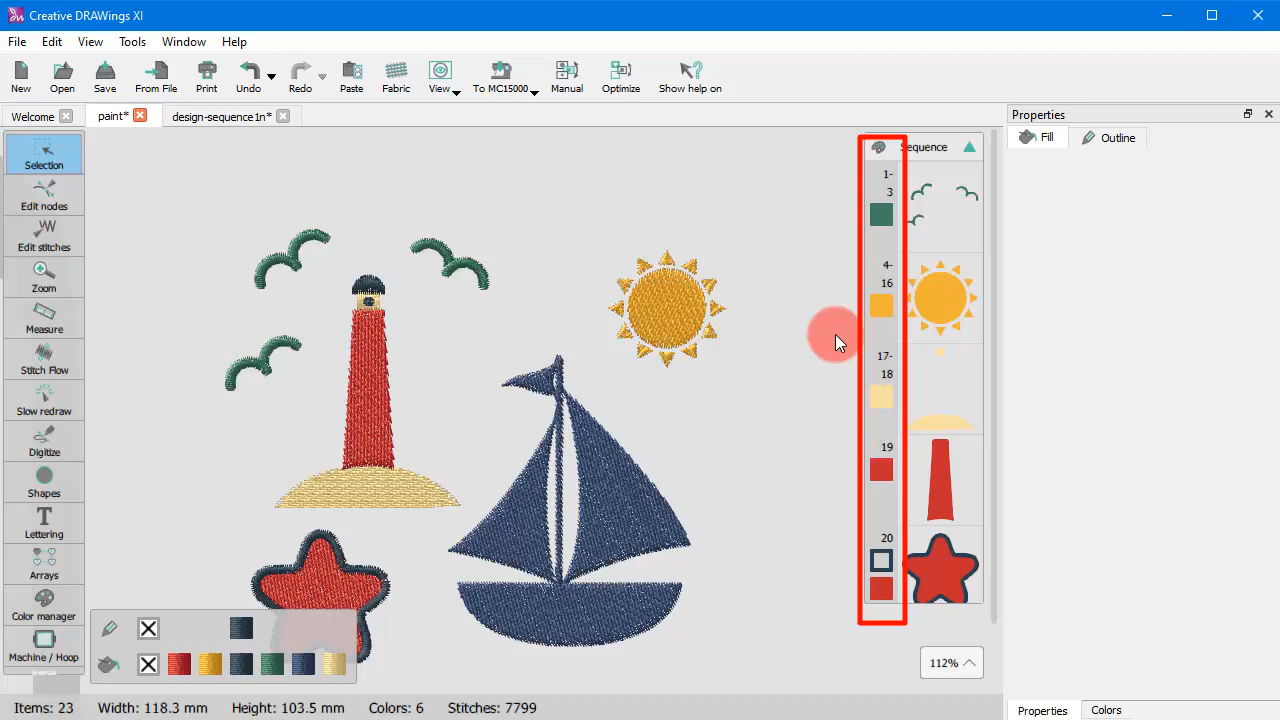 Creative DRAWings XI
File Edit View Tools Window Help
New Open Save From File Print Undo Redo Paste Fabric View To MC15000 Manual Optimize Show help on
Welcome paint* design-sequence1n*
Properties
Fill Outline
Selection
Edit nodes
Edit stitches
Zoom
Measure
Stitch Flow
Slow redraw
Digitize
Shapes
T
Lettering
Arrays
Color manager
Machine / Hoop
Sequence
1-
3
4-
16
17-
18
19
20
112%
Items: 23 Width: 118.3 mm Height: 103.5 mm Colors: 6 Stitches: 7799
Properties Colors